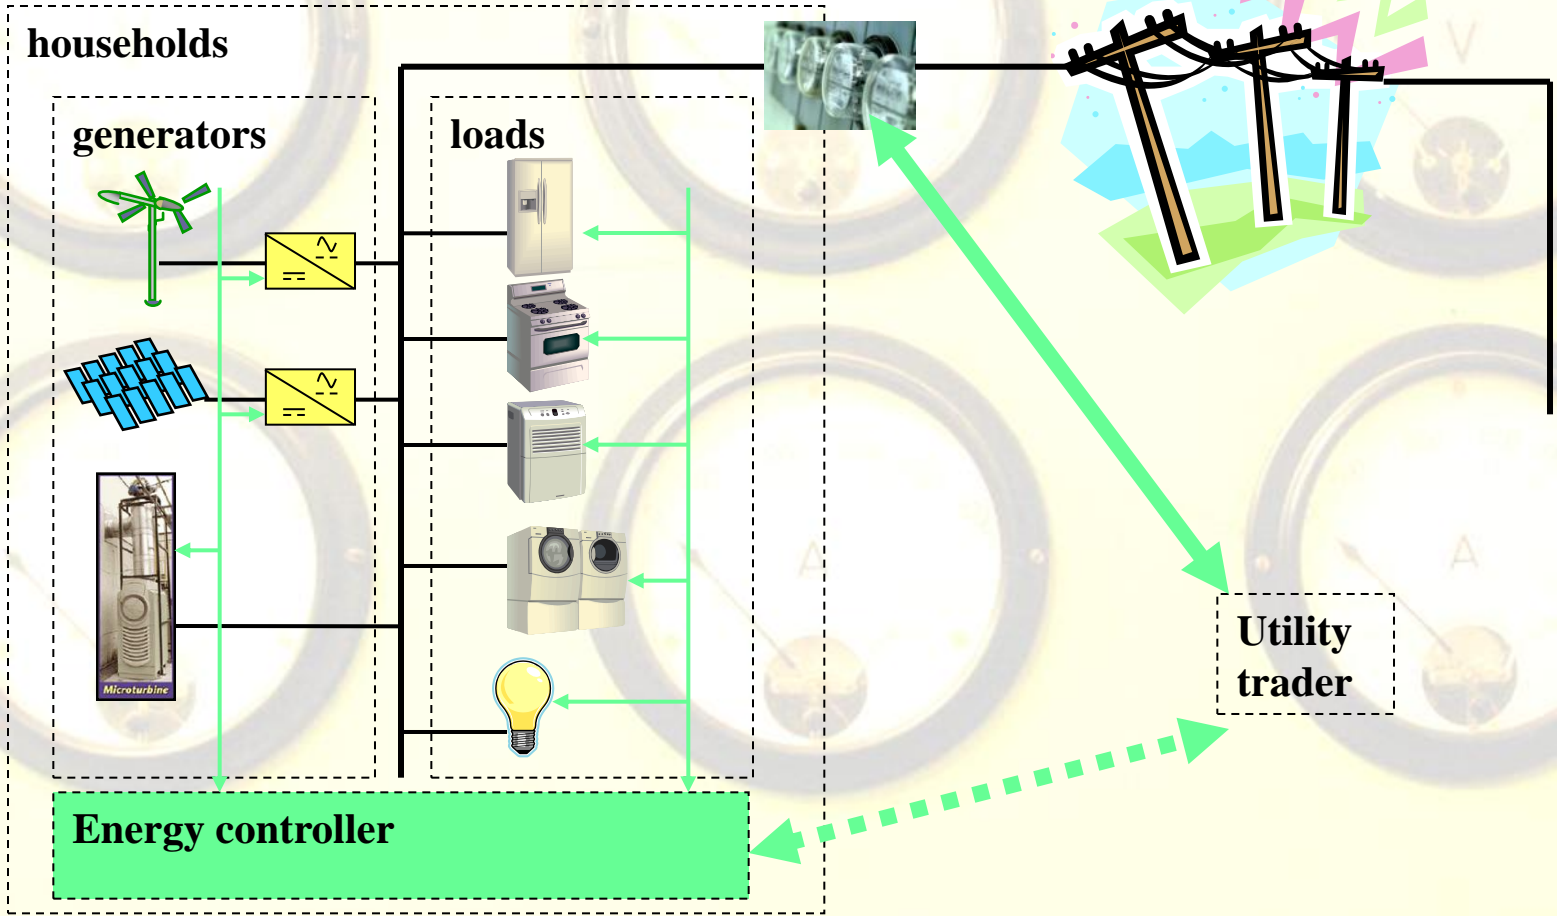 households
generators
loads
Microturbine
Energy controller
Utility
trader
V
A
A